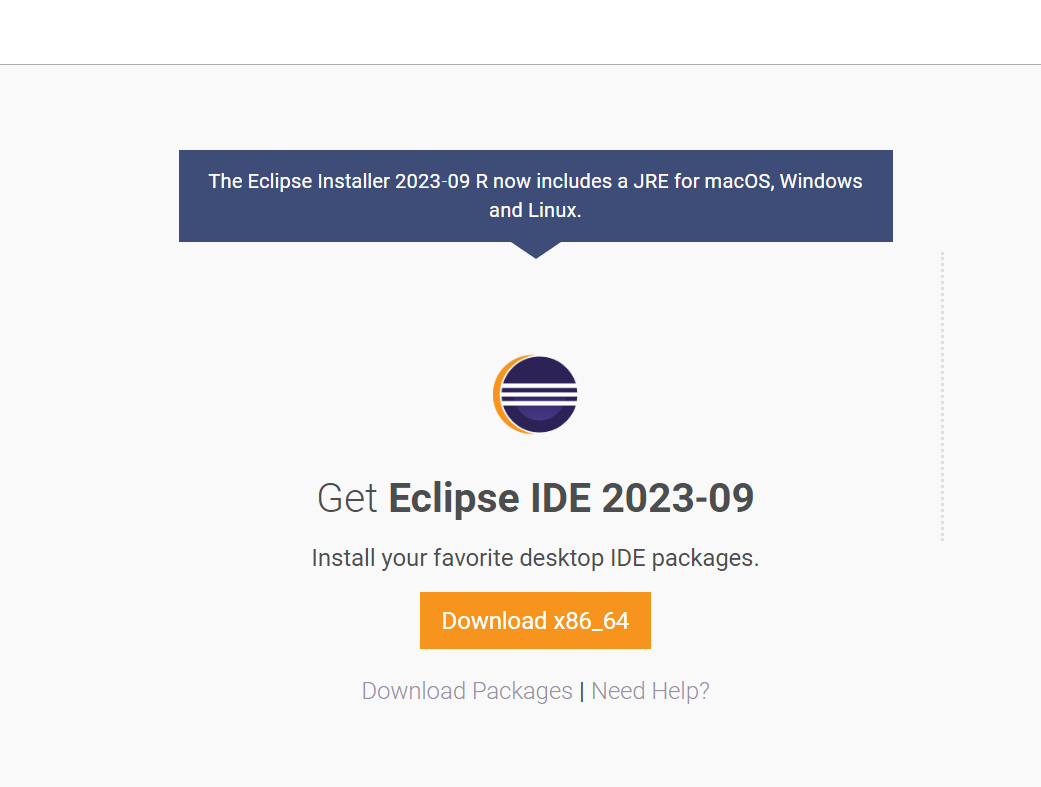 The Eclipse Installer 2023-09 R now includes a JRE for macOS, Windows
and Linux.
Get Eclipse IDE 2023-09
Install your favorite desktop IDE packages.
Download x86_64
Download Packages | Need Help?